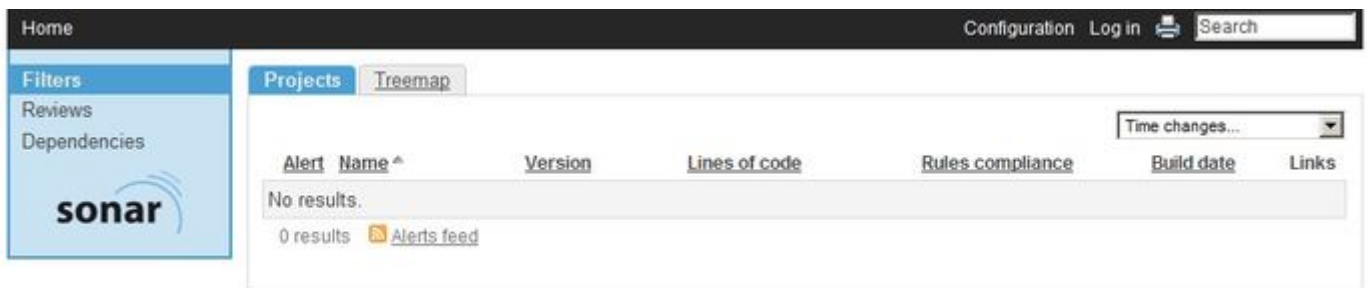 Home Configuration Log in Search
Filters
Reviews
Dependencies
sonar
Projects Treemap
Time changes...
Alert Name Version Lines of code Rules compliance Build date Links
No results.
0 results Alerts feed